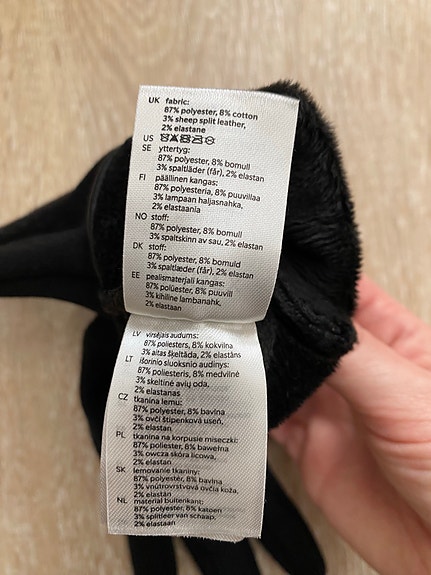 UK fabric:
87% polyester, 8% cotton
3% sheep split leather,
2% elastane
US
SE yttertyg:
87% polyester, 8% bomull
3% spaltläder (får), 2% elastan
FI päällinen kangas:
87% polyesteria, 8% puuvillaa
3% lampaan haljasnahka,
2% elastaania
NO stoff:
87% polyester, 8% bomull
3% spaltskinn av sau, 2% elastan
DK stoff:
87% polyester, 8% bomuld
3% spaltlæder (får), 2% elastan
EE pealismaterjali kangas:
87% polüester, 8% puuvill
3% kihiline lambanahk,
2% elastaan
LV virsējais audums:
87% poliesters, 8% kokvilna
3% aitas šķeltāda, 2% elastāns
LT išorinio sluoksnio audinys:
87% poliesteris, 8% medvilnė
3% skeltinė avių oda,
2% elastanas
CZ tkanina lemu:
87% polyester, 8% bavlna
3% ovčí štípenková useň,
2% elastan
PL tkanina na korpusie miseczki:
87% poliester, 8% bawełna
3% owcza skóra licowa,
2% elastan
SK lemovanie tkaniny:
87% polyestér, 8% bavlna
3% vnútrovrstvová ovčia koža,
2% elastán
NL material buitenkant:
87% polyester, 8% katoen
3% splitleer van schaap,
2% elastaan